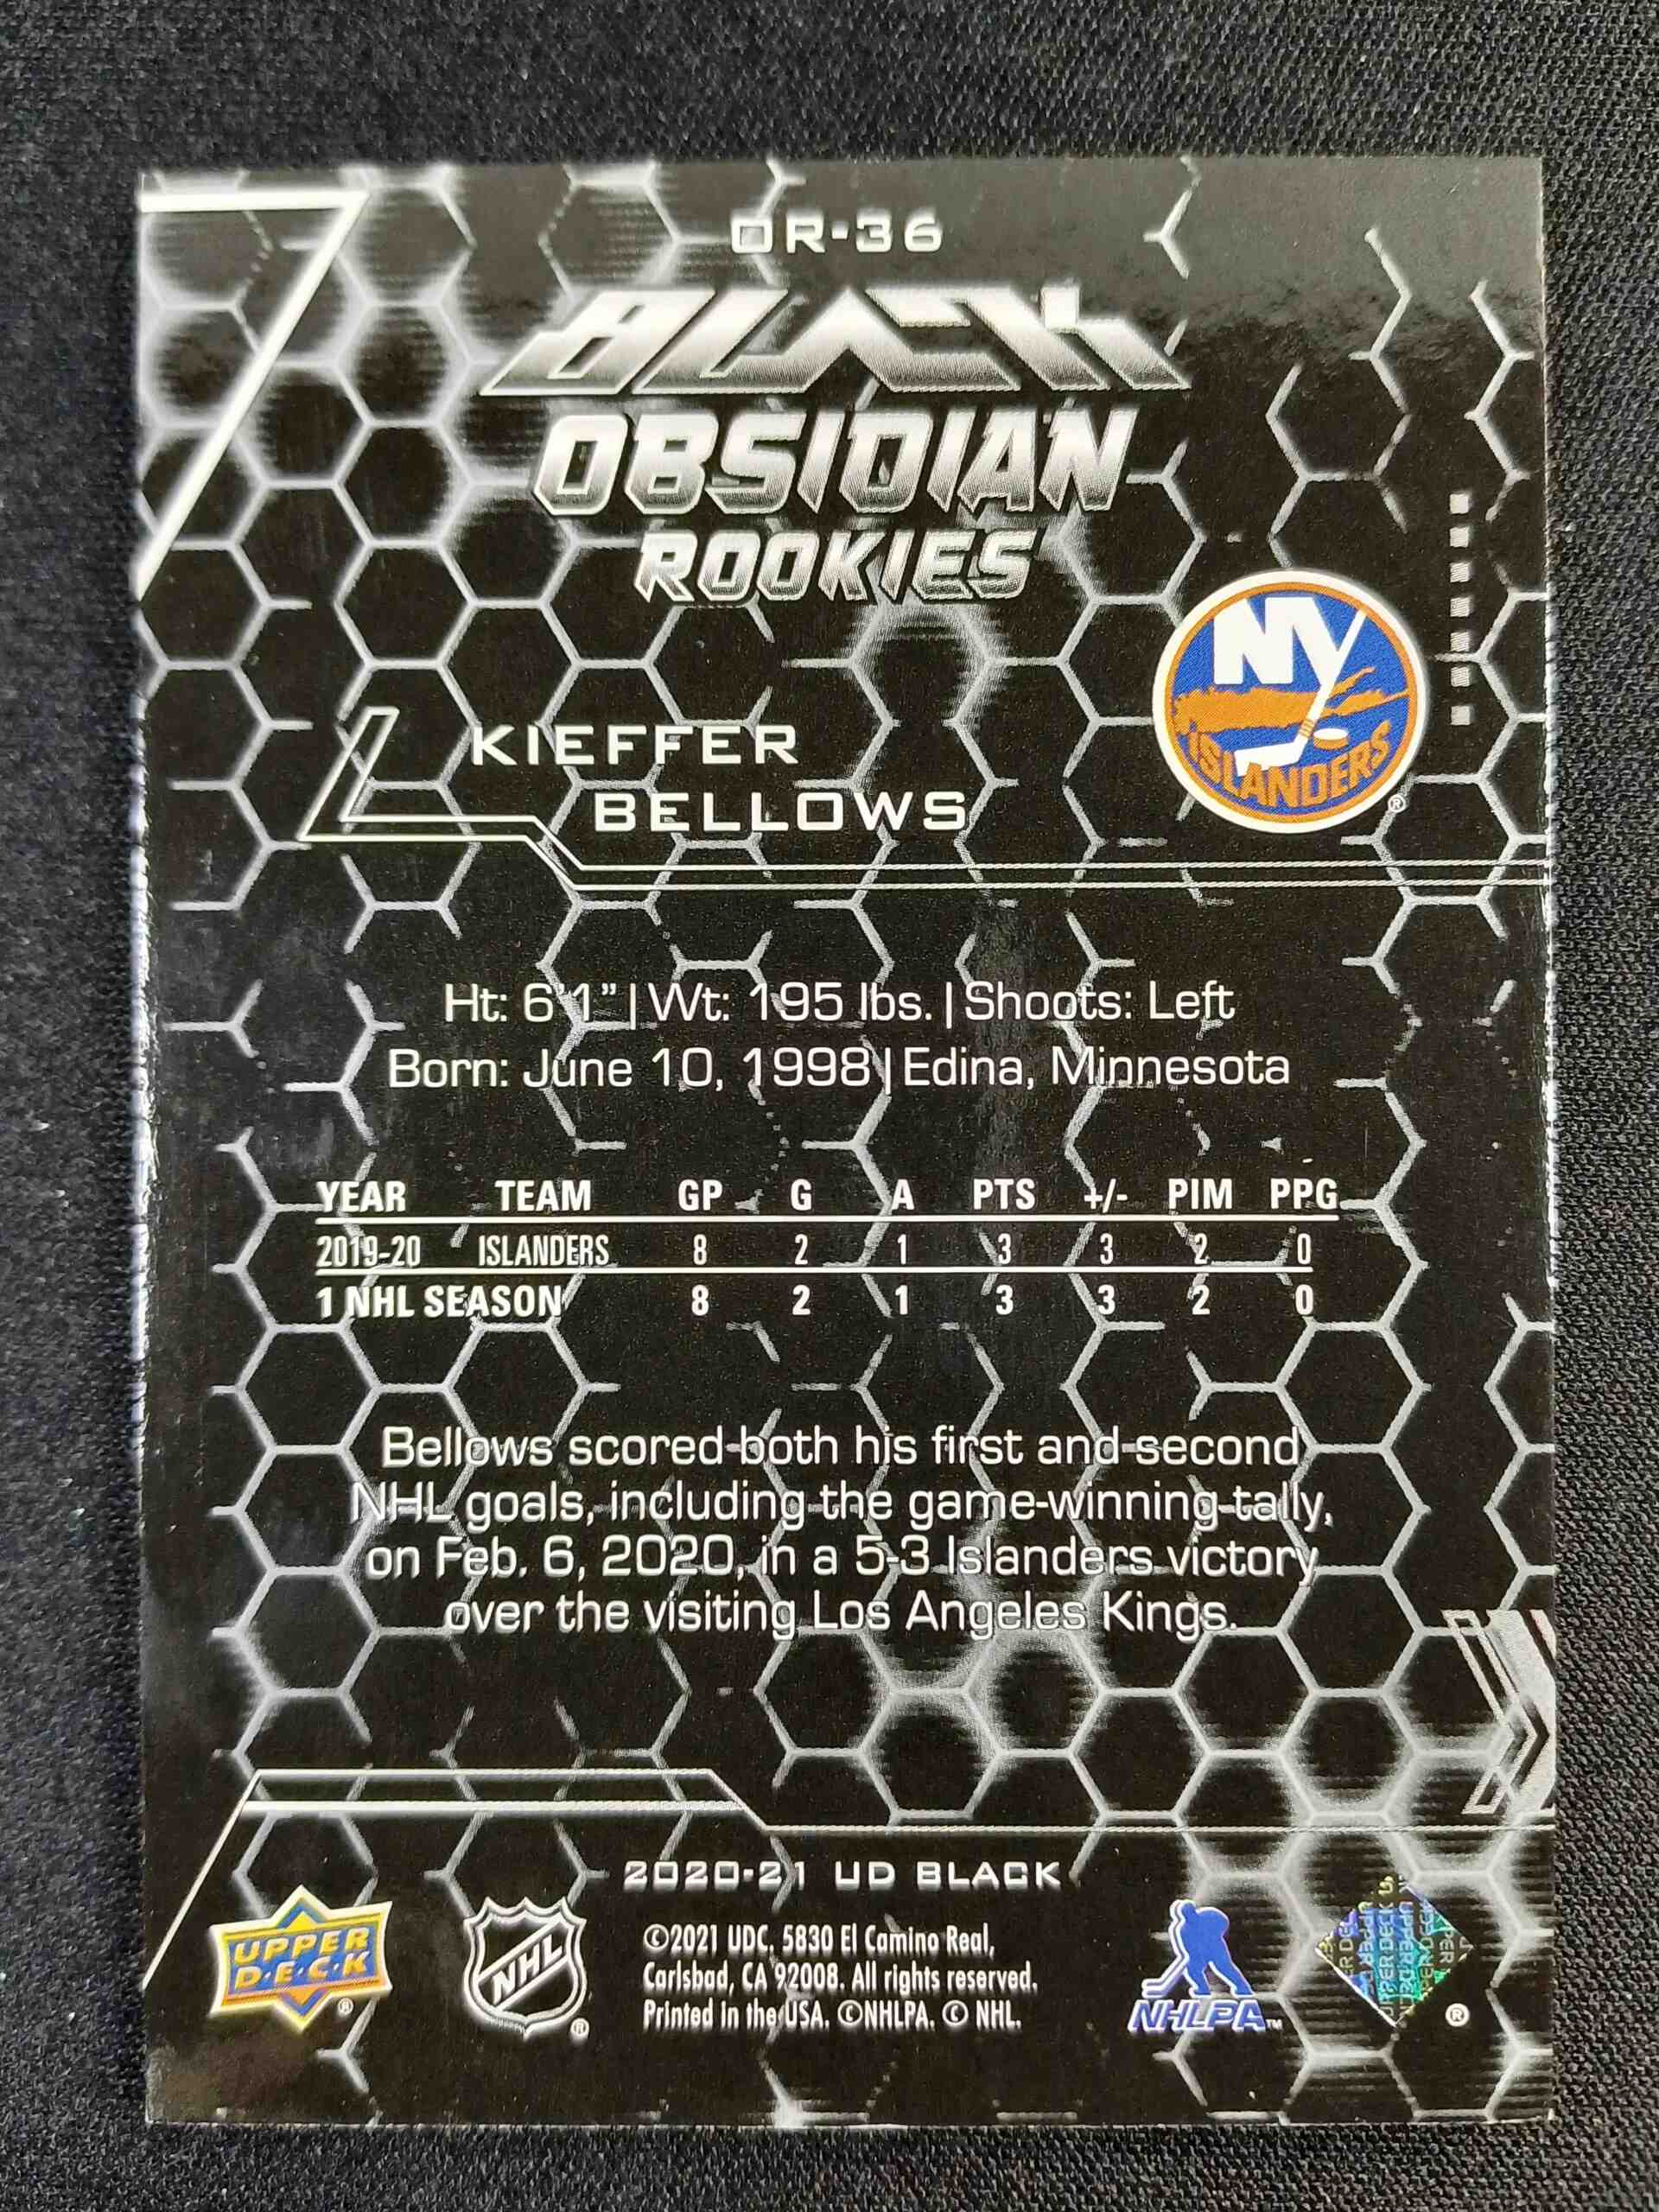 OR-36
BLACK
OBSIDIAN
ROOKIES
NY
ISLANDERS
®
KIEFFER
BELLOWS
Ht: 6'1" | Wt: 195 lbs. | Shoots: Left
Born: June 10, 1998 | Edina, Minnesota
YEAR TEAM GP G A PTS +/- PIM PPG
2019-20 ISLANDERS 8 2 1 3 3 2 0
1 NHL SEASON 8 2 1 3 3 2 0
Bellows scored both his first and second
NHL goals, including the game-winning tally,
on Feb. 6, 2020, in a 5-3 Islanders victory
over the visiting Los Angeles Kings.
2020-21 UD BLACK
UPPER
D·E·C·K
®
NHL
®
©2021 UDC. 5830 El Camino Real,
Carlsbad, CA 92008. All rights reserved.
Printed in the USA. ©NHLPA. © NHL.
NHLPA™
UPPER DECK
®